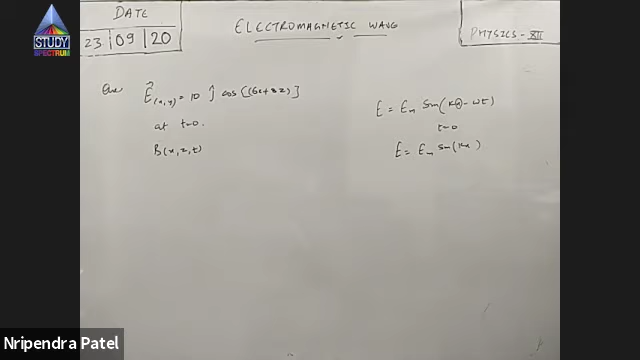 STUDY
SPECTRUM
DATE
23 | 09 | 20
ELECTROMAGNETIC WAVE
PHYSICS - XII
Que E(x,y) = 10 ĵ cos [(6x+8z)]
at t=0.
B(x,z,t)
E = Em Sin(kx - ωt)
t=0
E = Em Sin(kx)
Nripendra Patel